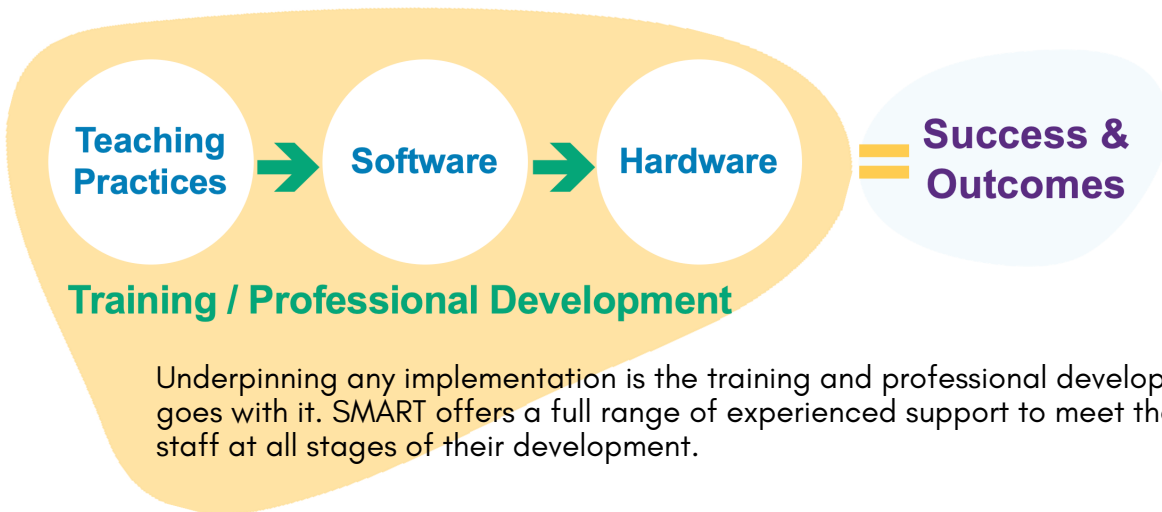 Teaching
Practices
Software
Hardware
Success &
Outcomes
Training / Professional Development
Underpinning any implementation is the training and professional develop
goes with it. SMART offers a full range of experienced support to meet the
staff at all stages of their development.